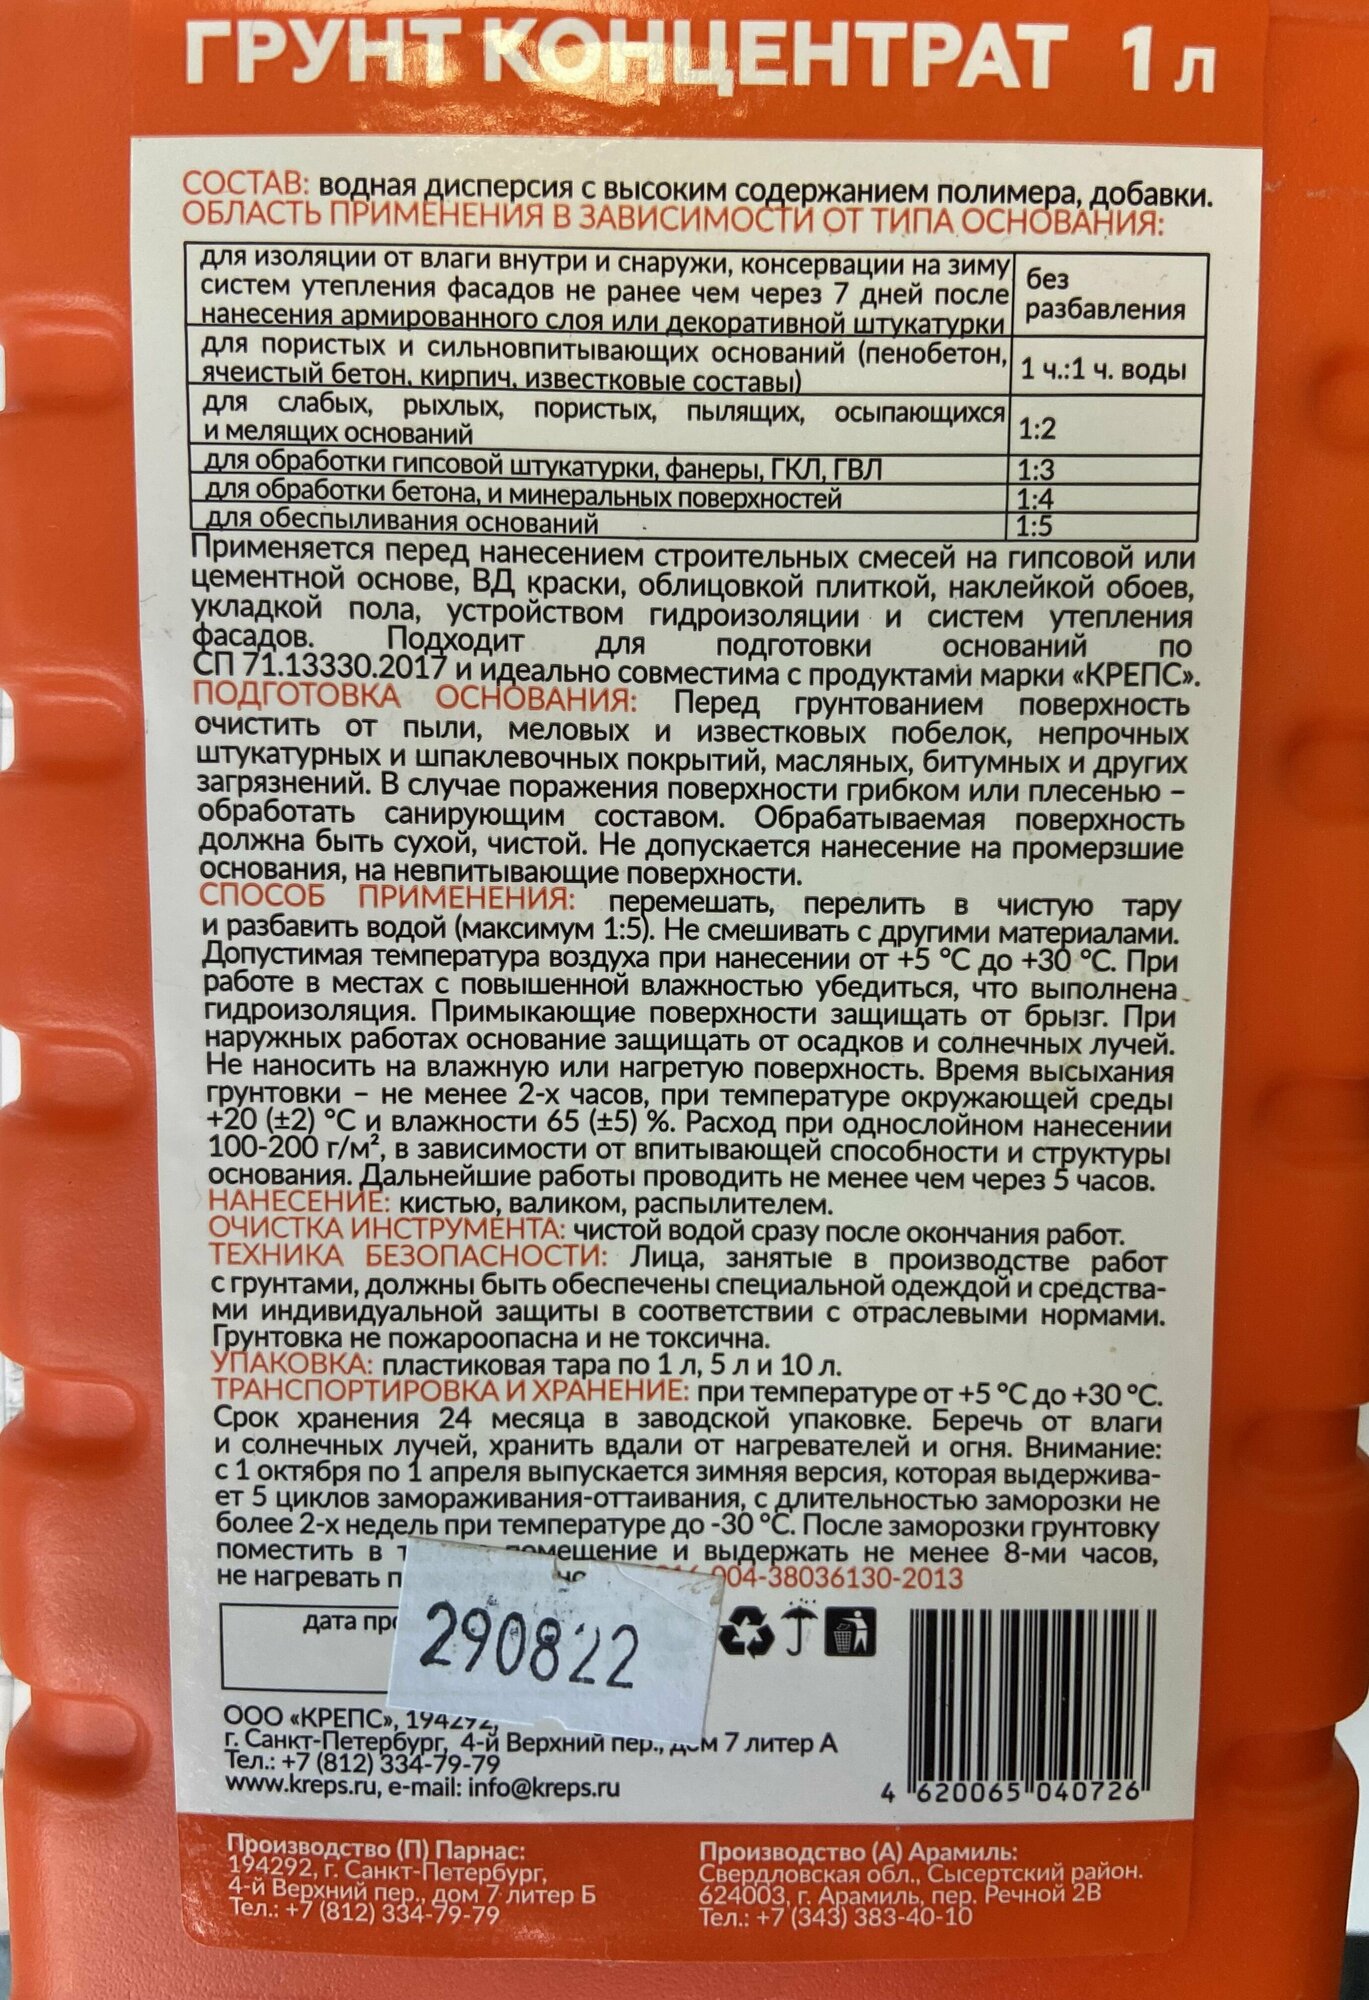 ГРУНТ КОНЦЕНТРАТ 1 л
СОСТАВ: водная дисперсия с высоким содержанием полимера, добавки.
ОБЛАСТЬ ПРИМЕНЕНИЯ В ЗАВИСИМОСТИ ОТ ТИПА ОСНОВАНИЯ:
для изоляции от влаги внутри и снаружи, консервации на зиму
систем утепления фасадов не ранее чем через 7 дней после
нанесения армированного слоя или декоративной штукатурки
без
разбавления
для пористых и сильновпитывающих оснований (пенобетон,
ячеистый бетон, кирпич, известковые составы)
1 ч.:1 ч. воды
для слабых, рыхлых, пористых, пылящих, осыпающихся
и мелящих оснований
1:2
для обработки гипсовой штукатурки, фанеры, ГКЛ, ГВЛ
1:3
для обработки бетона, и минеральных поверхностей
1:4
для обеспыливания оснований
1:5
Применяется перед нанесением строительных смесей на гипсовой или
цементной основе, ВД краски, облицовкой плиткой, наклейкой обоев,
укладкой пола, устройством гидроизоляции и систем утепления
фасадов. Подходит для подготовки оснований по
СП 71.13330.2017 и идеально совместима с продуктами марки «КРЕПС».
ПОДГОТОВКА ОСНОВАНИЯ: Перед грунтованием поверхность
очистить от пыли, меловых и известковых побелок, непрочных
штукатурных и шпаклевочных покрытий, масляных, битумных и других
загрязнений. В случае поражения поверхности грибком или плесенью –
обработать санирующим составом. Обрабатываемая поверхность
должна быть сухой, чистой. Не допускается нанесение на промерзшие
основания, на невпитывающие поверхности.
СПОСОБ ПРИМЕНЕНИЯ: перемешать, перелить в чистую тару
и разбавить водой (максимум 1:5). Не смешивать с другими материалами.
Допустимая температура воздуха при нанесении от +5 °С до +30 °С. При
работе в местах с повышенной влажностью убедиться, что выполнена
гидроизоляция. Примыкающие поверхности защищать от брызг. При
наружных работах основание защищать от осадков и солнечных лучей.
Не наносить на влажную или нагретую поверхность. Время высыхания
грунтовки – не менее 2-х часов, при температуре окружающей среды
+20 (±2) °С и влажности 65 (±5) %. Расход при однослойном нанесении
100-200 г/м², в зависимости от впитывающей способности и структуры
основания. Дальнейшие работы проводить не менее чем через 5 часов.
НАНЕСЕНИЕ: кистью, валиком, распылителем.
ОЧИСТКА ИНСТРУМЕНТА: чистой водой сразу после окончания работ.
ТЕХНИКА БЕЗОПАСНОСТИ: Лица, занятые в производстве работ
с грунтами, должны быть обеспечены специальной одеждой и средства-
ми индивидуальной защиты в соответствии с отраслевыми нормами.
Грунтовка не пожароопасна и не токсична.
УПАКОВКА: пластиковая тара по 1 л, 5 л и 10 л.
ТРАНСПОРТИРОВКА И ХРАНЕНИЕ: при температуре от +5 °С до +30 °С.
Срок хранения 24 месяца в заводской упаковке. Беречь от влаги
и солнечных лучей, хранить вдали от нагревателей и огня. Внимание:
с 1 октября по 1 апреля выпускается зимняя версия, которая выдержива-
ет 5 циклов замораживания-оттаивания, с длительностью заморозки не
более 2-х недель при температуре до -30 °С. После заморозки грунтовку
поместить в помещение и выдержать не менее 8-ми часов,
не нагревать 004-38036130-2013
дата
290822
ООО «КРЕПС», 194292,
г. Санкт-Петербург, 4-й Верхний пер., дом 7 литер А
Тел.: +7 (812) 334-79-79
www.kreps.ru, e-mail: info@kreps.ru
4 620065 040726
Производство (П) Парнас:
194292, г. Санкт-Петербург,
4-й Верхний пер., дом 7 литер Б
Тел.: +7 (812) 334-79-79
Производство (А) Арамиль:
Свердловская обл., Сысертский район.
624003, г. Арамиль, пер. Речной 2В
Тел.: +7 (343) 383-40-10